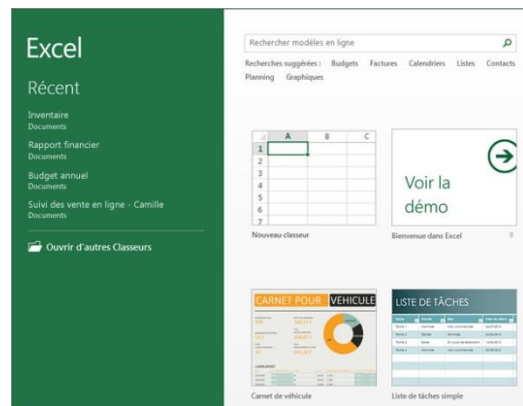 Excel
Récent
Inventaire
Documents
Rapport financier
Documents
Budget annuel
Documents
Suivi des vente en ligne - Camille
Documents
Ouvrir d'autres Classeurs
Rechercher modèles en ligne
Recherches suggérées : Budgets Factures Calendriers Listes Contacts
Planning Graphiques
A B C
1
2
3
4
5
6
7
Nouveau classeur
Voir la
démo
Bienvenue dans Excel
CARNET POUR VEHICULE
Carnet de véhicule
LISTE DE TÂCHES
Liste de tâches simple